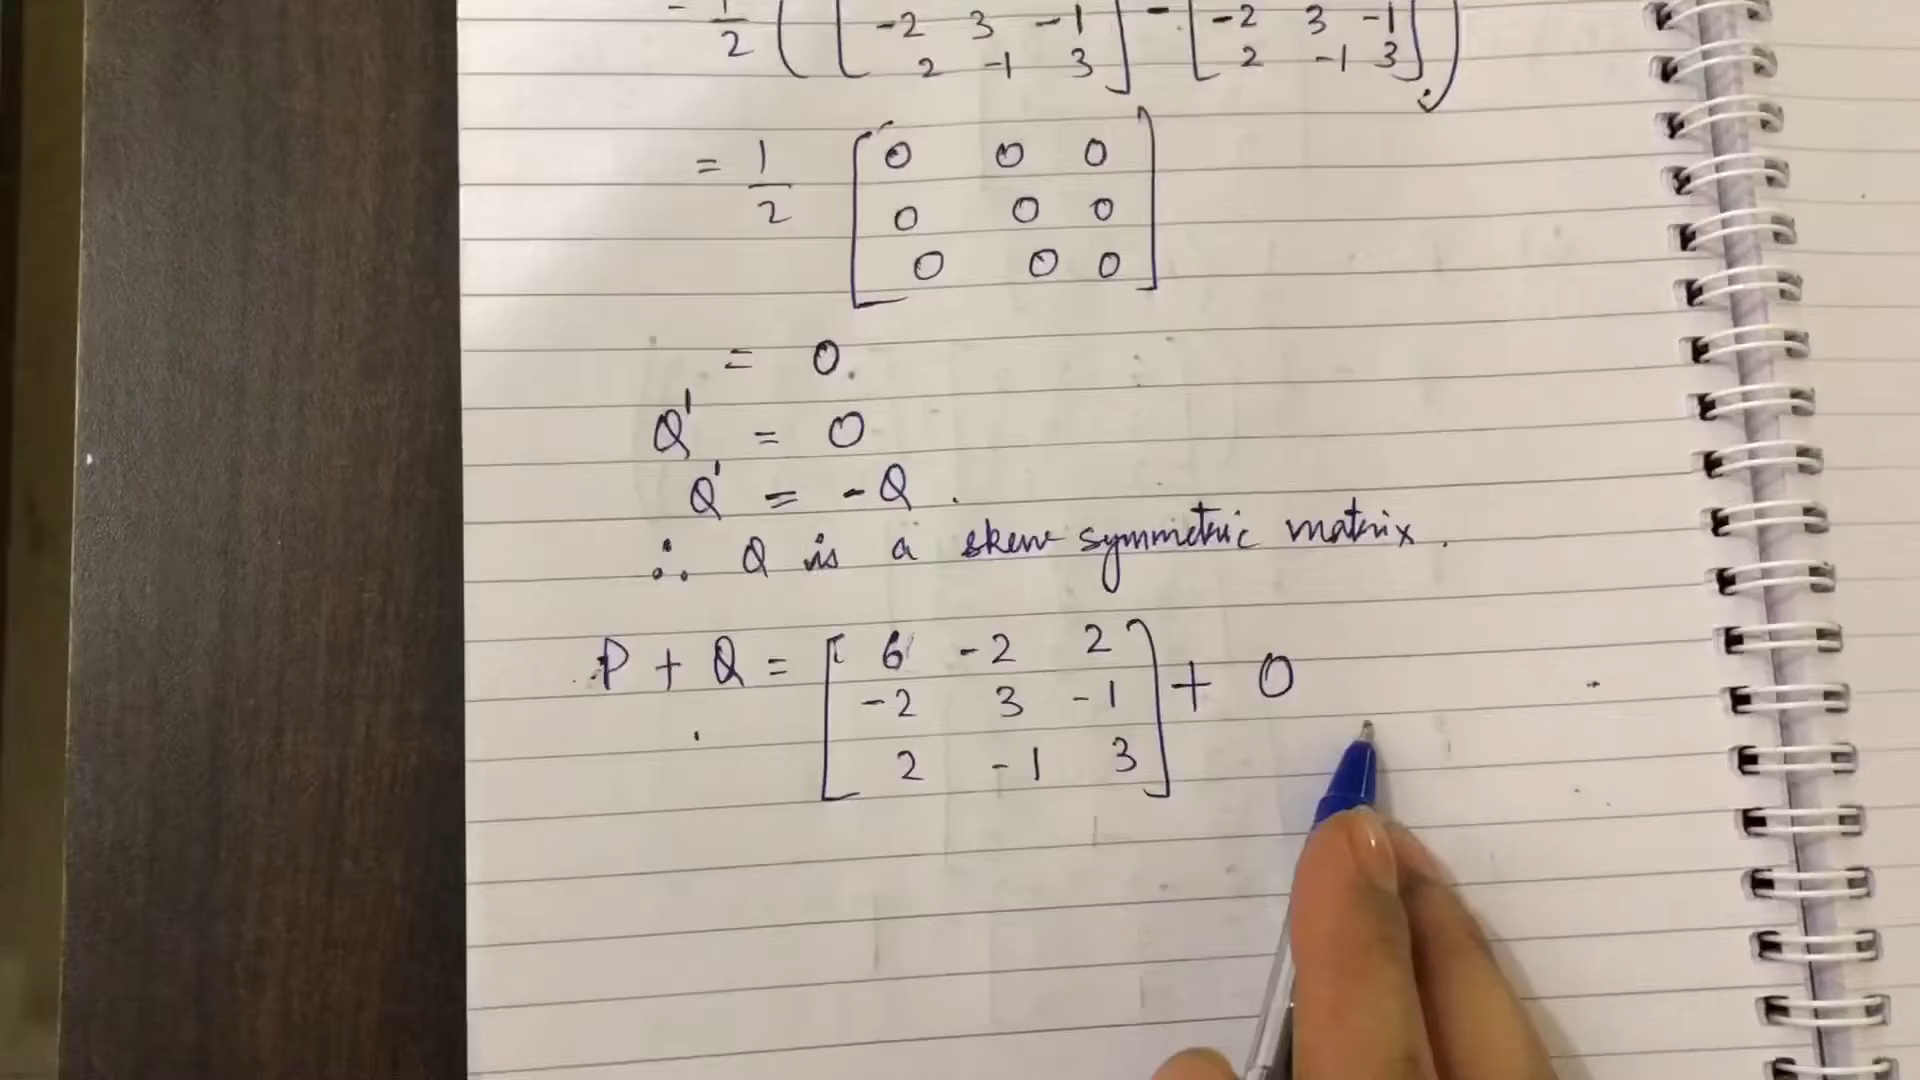 - 1/2 ( [ -2 3 -1 ] - [ -2 3 -1 ] )
2 -1 3 2 -1 3
= 1/2 [ 0 0 0
0 0 0
0 0 0 ]
= 0.
Q' = 0
Q' = -Q .
∴ Q is a skew symmetric matrix .
P + Q = [ 6 -2 2 ] + 0
-2 3 -1
2 -1 3